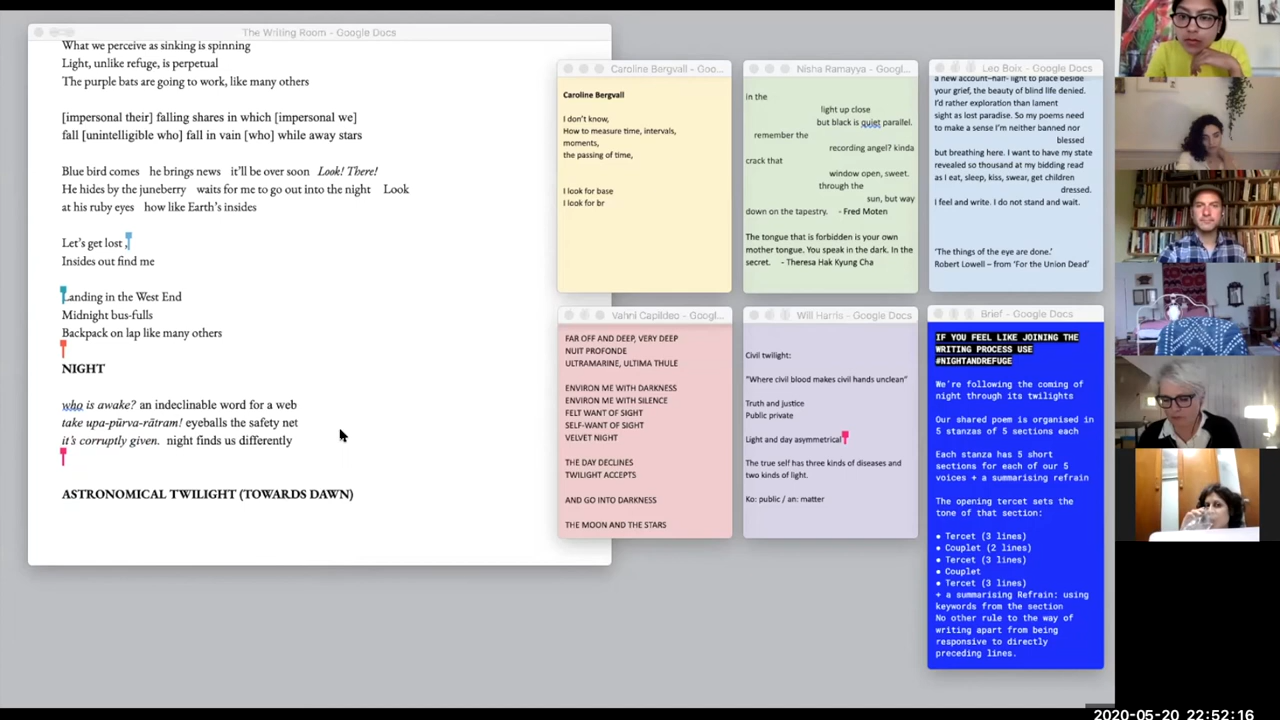 The Writing Room - Google Docs
What we perceive as sinking is spinning
Light, unlike refuge, is perpetual
The purple bats are going to work, like many others
[impersonal their] falling shares in which [impersonal we]
fall [unintelligible who] fall in vain [who] while away stars
Blue bird comes he brings news it'll be over soon Look! There!
He hides by the juneberry waits for me to go out into the night Look
at his ruby eyes how like Earth's insides
Let's get lost ,
Insides out find me
Landing in the West End
Midnight bus-fulls
Backpack on lap like many others
NIGHT
who is awake? an indeclinable word for a web
take upa-pūrva-rātram! eyeballs the safety net
it's corruptly given. night finds us differently
ASTRONOMICAL TWILIGHT (TOWARDS DAWN)
Caroline Bergvall - Goo...
Caroline Bergvall
I don't know,
How to measure time, intervals,
moments,
the passing of time,
I look for base
I look for br
Nisha Ramayya - Googl...
in the
light up close
but black is quiet parallel.
remember the
recording angel? kinda
crack that
window open, sweet.
through the
sun, but way
down on the tapestry. - Fred Moten
The tongue that is forbidden is your own
mother tongue. You speak in the dark. In the
secret. - Theresa Hak Kyung Cha
Leo Boix - Google Docs
a new account–half- light to place beside
your grief, the beauty of blind life denied.
I'd rather exploration than lament
sight as lost paradise. So my poems need
to make a sense I'm neither banned nor
blessed
but breathing here. I want to have my state
revealed so thousand at my bidding read
as I eat, sleep, kiss, swear, get children
dressed.
I feel and write. I do not stand and wait.
'The things of the eye are done.'
Robert Lowell – from 'For the Union Dead'
Vahni Capildeo - Googl...
FAR OFF AND DEEP, VERY DEEP
NUIT PROFONDE
ULTRAMARINE, ULTIMA THULE
ENVIRON ME WITH DARKNESS
ENVIRON ME WITH SILENCE
FELT WANT OF SIGHT
SELF-WANT OF SIGHT
VELVET NIGHT
THE DAY DECLINES
TWILIGHT ACCEPTS
AND GO INTO DARKNESS
THE MOON AND THE STARS
Will Harris - Google Docs
Civil twilight:
"Where civil blood makes civil hands unclean"
Truth and justice
Public private
Light and day asymmetrical
The true self has three kinds of diseases and
two kinds of light.
Ko: public / an: matter
Brief - Google Docs
IF YOU FEEL LIKE JOINING THE
WRITING PROCESS USE
#NIGHTANDREFUGE
We're following the coming of
night through its twilights
Our shared poem is organised in
5 stanzas of 5 sections each
Each stanza has 5 short
sections for each of our 5
voices + a summarising refrain
The opening tercet sets the
tone of that section:
● Tercet (3 lines)
● Couplet (2 lines)
● Tercet (3 lines)
● Couplet
● Tercet (3 lines)
+ a summarising Refrain: using
keywords from the section
No other rule to the way of
writing apart from being
responsive to directly
preceding lines.
2020-05-20 22:52:16